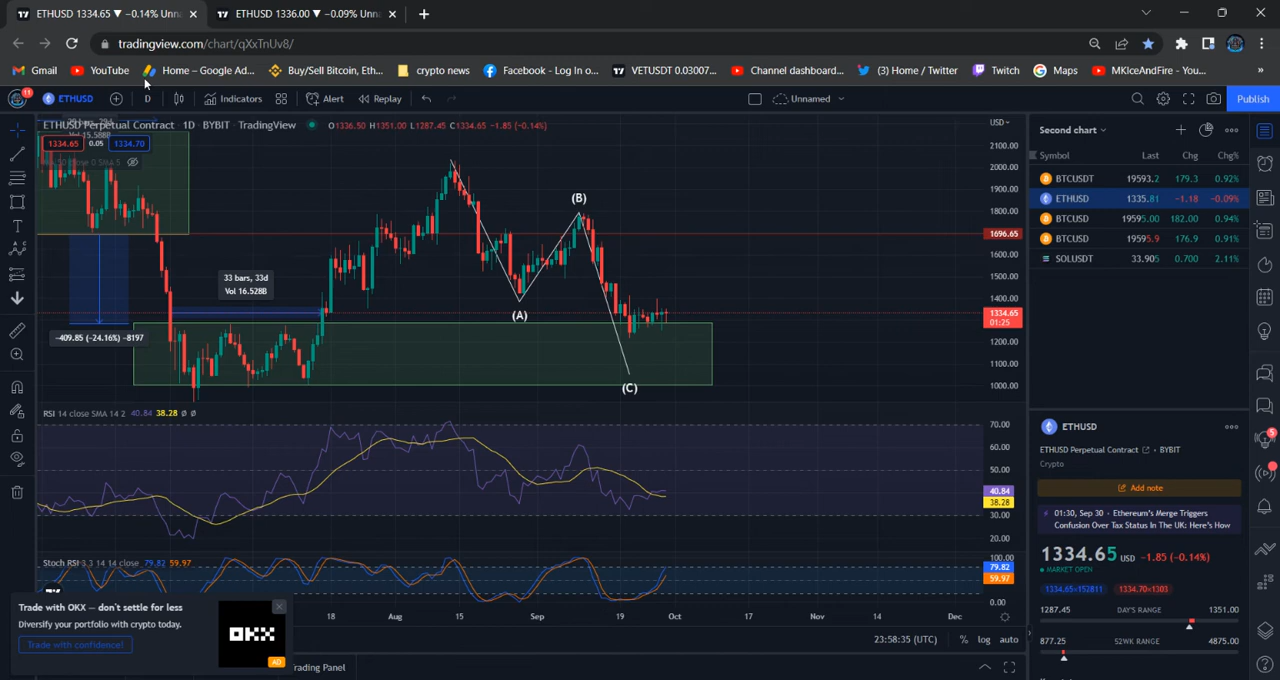 ETHUSD 1334.65 ▼ −0.14% Unna
ETHUSD 1336.00 ▼ −0.09% Unn
tradingview.com/chart/qXxTnUv8/
Gmail
YouTube
Home – Google Ad...
Buy/Sell Bitcoin, Eth...
crypto news
Facebook - Log In o...
VETUSDT 0.03007...
Channel dashboard...
(3) Home / Twitter
Twitch
Maps
MKIceAndFire - You...
»
11
ETHUSD
D
Indicators
Alert
Replay
Unnamed
Publish
ETHUSD Perpetual Contract · 1D · BYBIT · TradingView
O1336.50 H1351.00 L1287.45 C1334.65 −1.85 (−0.14%)
1334.65
0.05
1334.70
USD
2100.00
2000.00
1900.00
1800.00
1696.65
1600.00
1500.00
1400.00
1334.65
01:25
1200.00
1100.00
1000.00
(B)
(A)
(C)
33 bars, 33d
Vol 16.528B
−409.85 (−24.16%) −8197
RSI 14 close SMA 14 2 40.84 38.28 Ø Ø
70.00
60.00
50.00
40.84
38.28
30.00
20.00
Stoch RSI 3 3 14 14 close 79.82 59.97
100.00
79.82
59.97
0.00
18
Aug
15
Sep
19
Oct
17
Nov
14
Dec
23:58:35 (UTC)
%
log
auto
Trading Panel
Trade with OKX — don't settle for less
Diversify your portfolio with crypto today.
Trade with confidence!
OKX
AD
Second chart
Symbol
Last
Chg
Chg%
BTCUSDT 19593.2 179.3 0.92%
ETHUSD 1335.81 −1.18 −0.09%
BTCUSD 19595.00 182.00 0.94%
BTCUSD 19595.9 176.9 0.91%
SOLUSDT 33.905 0.700 2.11%
ETHUSD
ETHUSD Perpetual Contract · BYBIT
Crypto
Add note
01:30, Sep 30 · Ethereum's Merge Triggers
Confusion Over Tax Status In The UK: Here's How
1334.65 USD −1.85 (−0.14%)
MARKET OPEN
1334.65×152811
1334.70×1303
1287.45 DAY'S RANGE 1351.00
877.25 52WK RANGE 4875.00
5